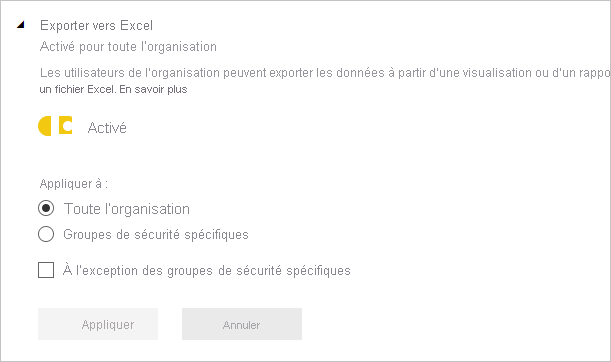 Exporter vers Excel
Activé pour toute l'organisation
Les utilisateurs de l'organisation peuvent exporter les données à partir d'une visualisation ou d'un rappo
un fichier Excel. En savoir plus
Activé
Appliquer à :
Toute l'organisation
Groupes de sécurité spécifiques
À l'exception des groupes de sécurité spécifiques
Appliquer
Annuler